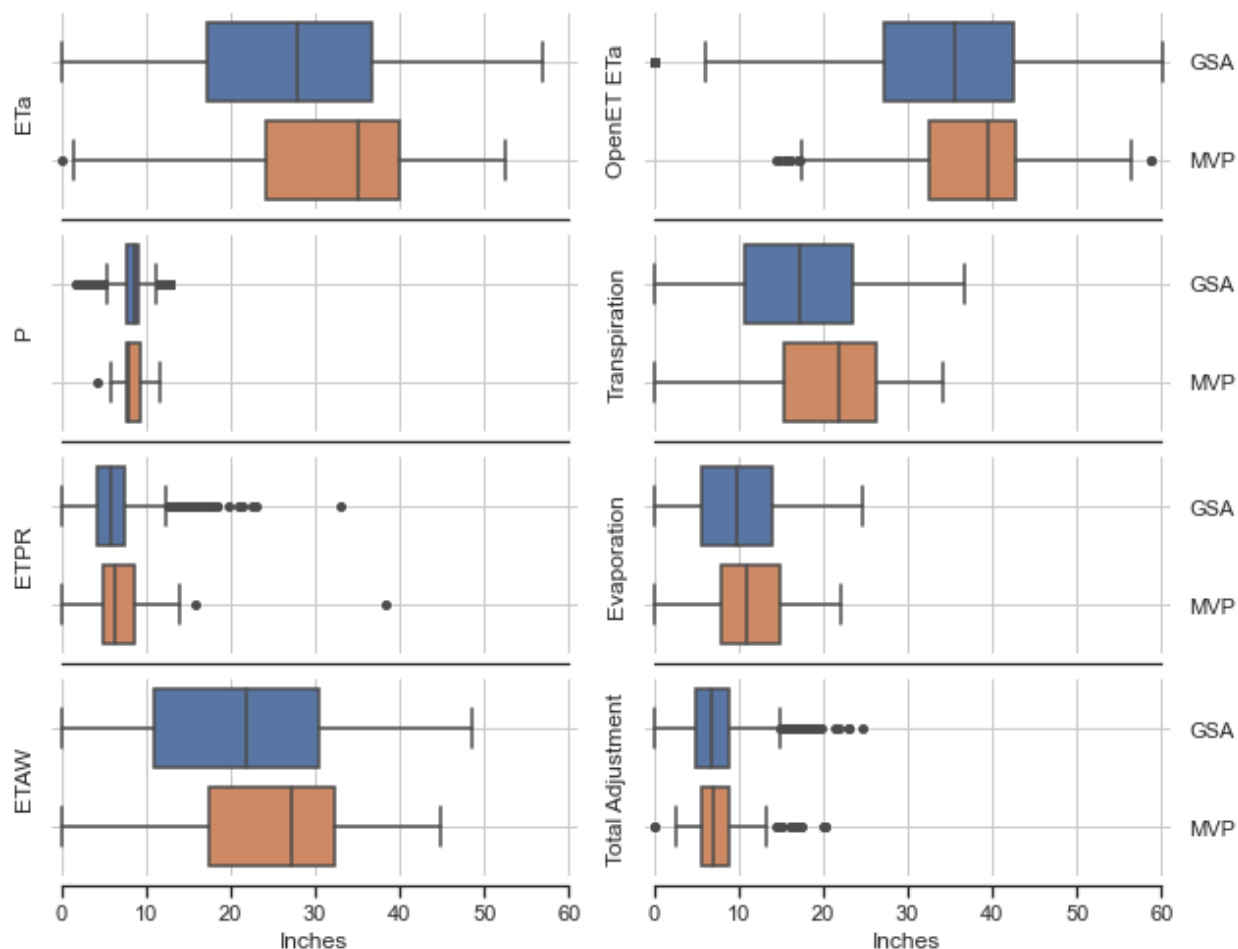 ETa
OpenET ETa
GSA
MVP
P
Transpiration
GSA
MVP
ETPR
Evaporation
GSA
MVP
ETAW
Total Adjustment
GSA
MVP
0 10 20 30 40 50 60
0 10 20 30 40 50 60
Inches
Inches